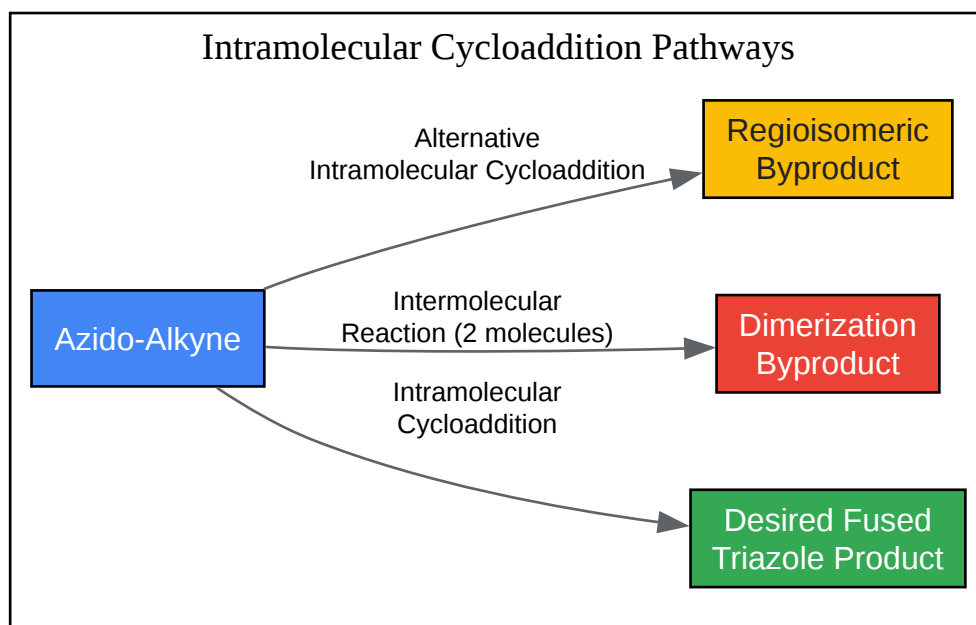 Intramolecular Cycloaddition Pathways
Alternative
Intramolecular Cycloaddition
Regioisomeric
Byproduct
Azido-Alkyne
Intermolecular
Reaction (2 molecules)
Dimerization
Byproduct
Intramolecular
Cycloaddition
Desired Fused
Triazole Product